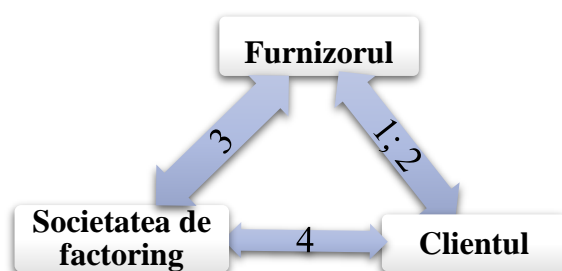 Furnizorul
3
1; 2
Societatea de
factoring
4
Clientul